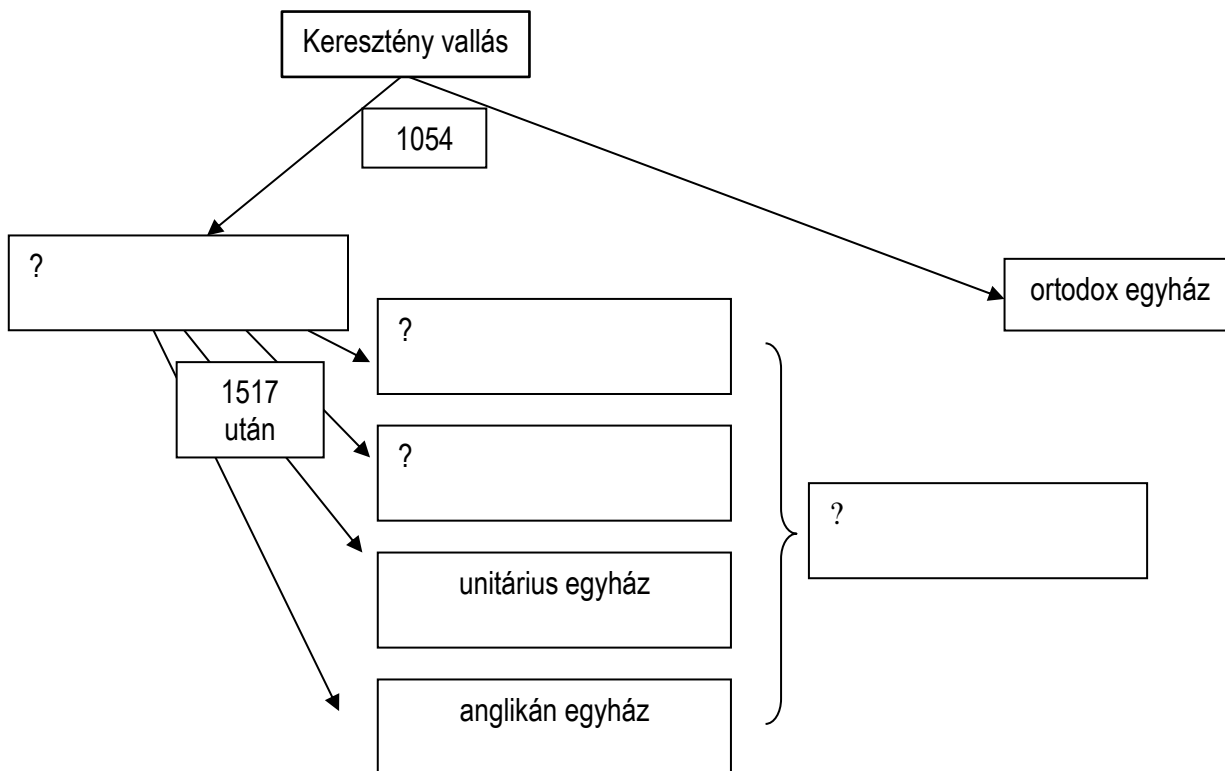 Keresztény vallás
1054
?
ortodox egyház
?
1517
után
?
?
unitárius egyház
anglikán egyház